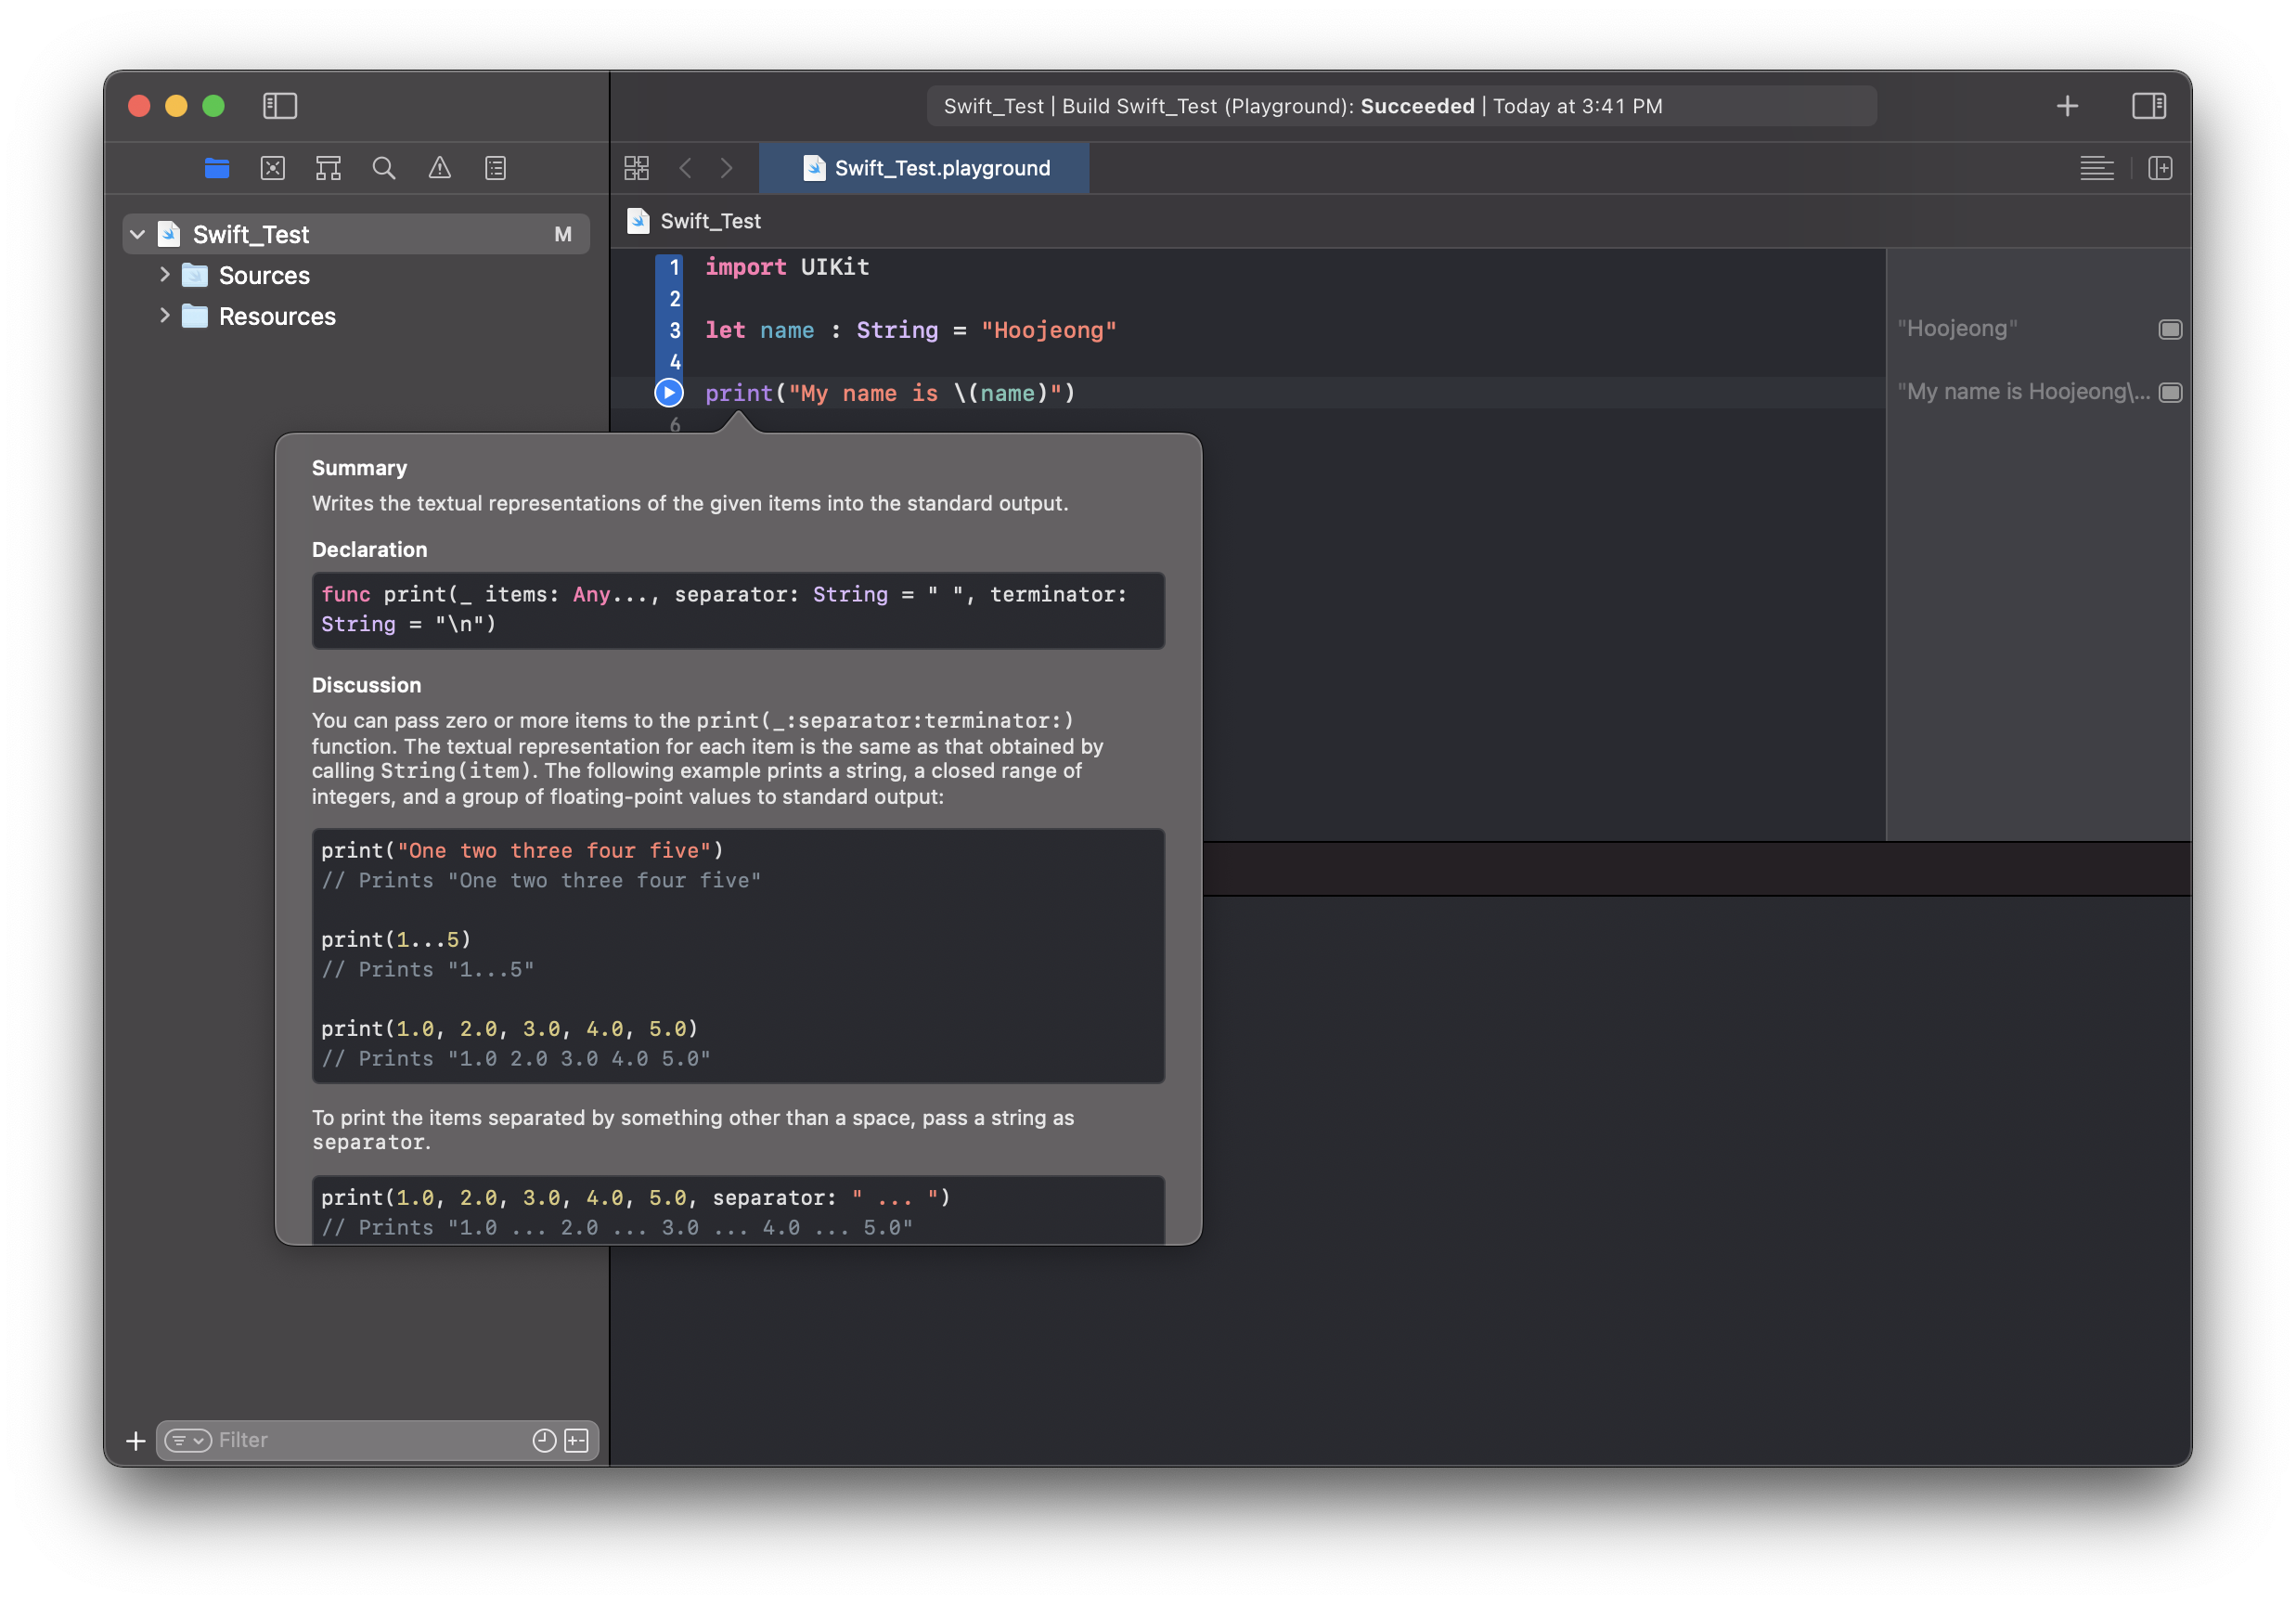 Swift_Test | Build Swift_Test (Playground): Succeeded | Today at 3:41 PM
Swift_Test.playground
Swift_Test M
Sources
Resources
Swift_Test
1 import UIKit
2
3 let name : String = "Hoojeong"
"Hoojeong"
4
print("My name is \(name)")
"My name is Hoojeong\...
6
Summary
Writes the textual representations of the given items into the standard output.
Declaration
func print(_ items: Any..., separator: String = " ", terminator:
String = "\n")
Discussion
You can pass zero or more items to the print(_:separator:terminator:)
function. The textual representation for each item is the same as that obtained by
calling String(item). The following example prints a string, a closed range of
integers, and a group of floating-point values to standard output:
print("One two three four five")
// Prints "One two three four five"
print(1...5)
// Prints "1...5"
print(1.0, 2.0, 3.0, 4.0, 5.0)
// Prints "1.0 2.0 3.0 4.0 5.0"
To print the items separated by something other than a space, pass a string as
separator.
print(1.0, 2.0, 3.0, 4.0, 5.0, separator: " ... ")
// Prints "1.0 ... 2.0 ... 3.0 ... 4.0 ... 5.0"
Filter